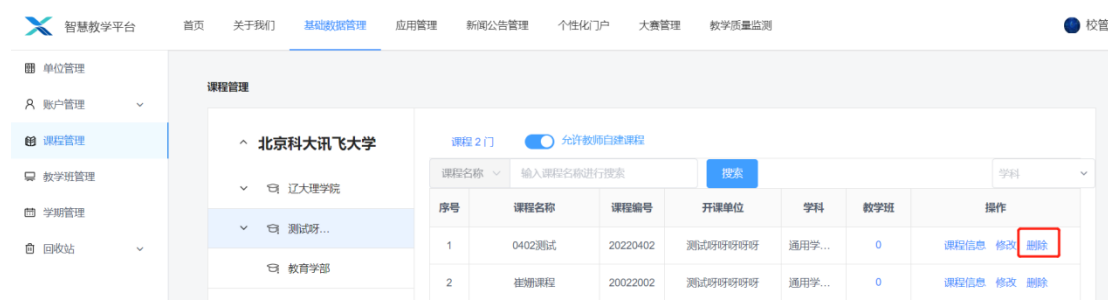 智慧教学平台
首页 关于我们 基础数据管理 应用管理 新闻公告管理 个性化门户 大赛管理 教学质量监测 校管
单位管理
账户管理
课程管理
教学班管理
学期管理
回收站
课程管理
北京科大讯飞大学
辽大理学院
测试呀...
教育学部
课程 2 门 允许教师自建课程
课程名称 输入课程名称进行搜索 搜索 学科
序号 课程名称 课程编号 开课单位 学科 教学班 操作
1 0402测试 20220402 测试呀呀呀呀呀 通用学... 0 课程信息 修改 删除
2 崔姗课程 20022002 测试呀呀呀呀呀 通用学... 0 课程信息 修改 删除